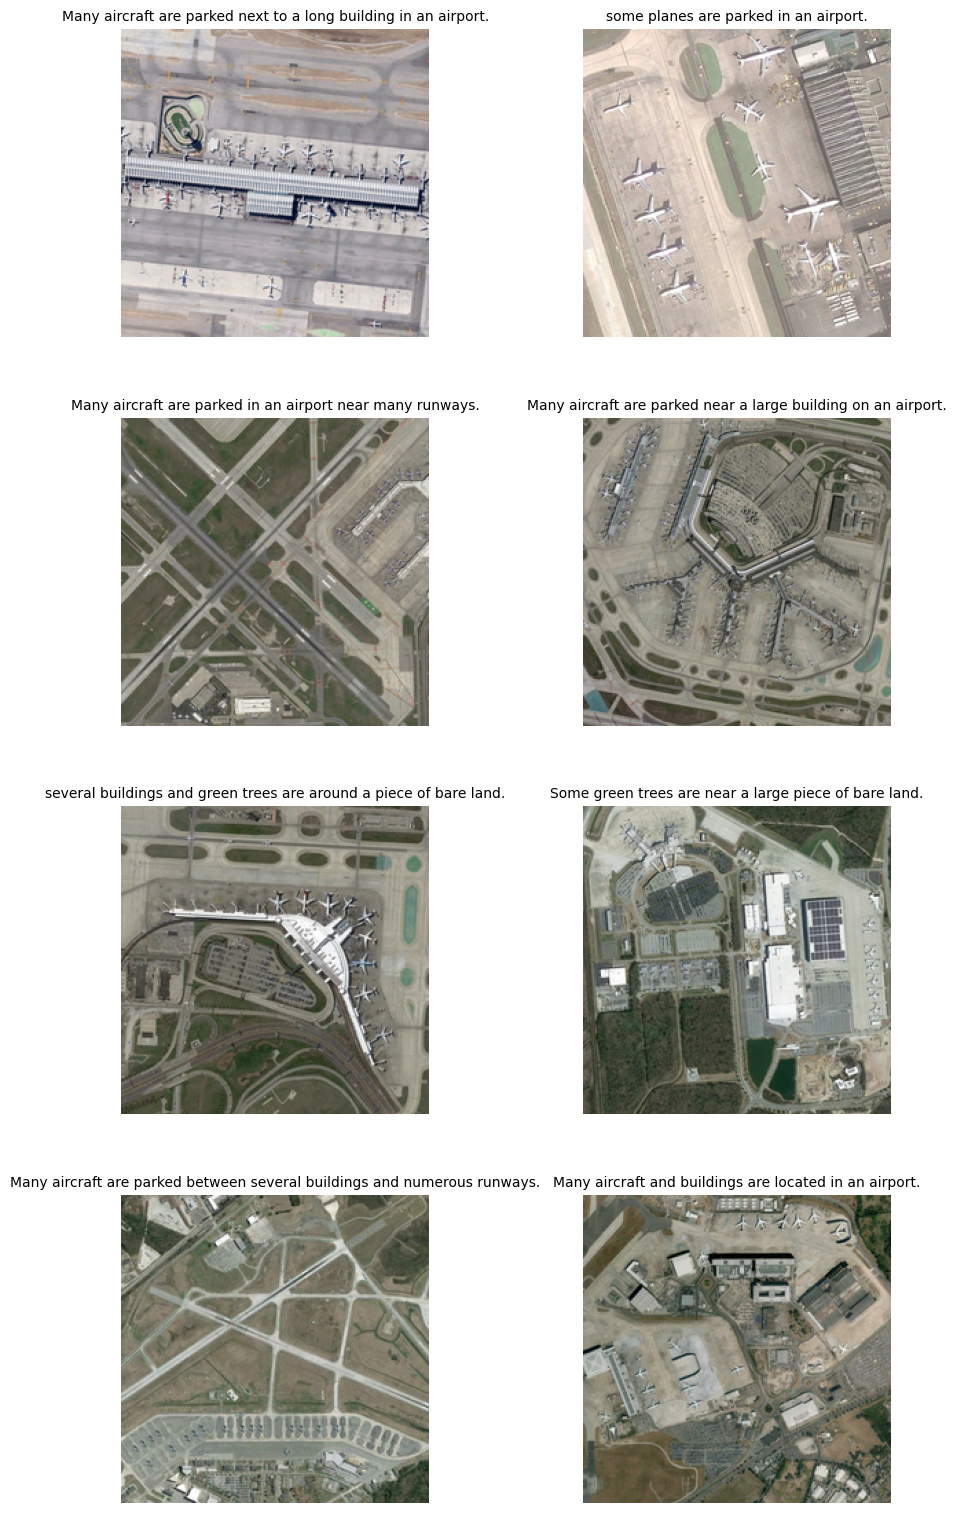 Many aircraft are parked next to a long building in an airport.
some planes are parked in an airport.
Many aircraft are parked in an airport near many runways.
Many aircraft are parked near a large building on an airport.
several buildings and green trees are around a piece of bare land.
Some green trees are near a large piece of bare land.
Many aircraft are parked between several buildings and numerous runways.
Many aircraft and buildings are located in an airport.